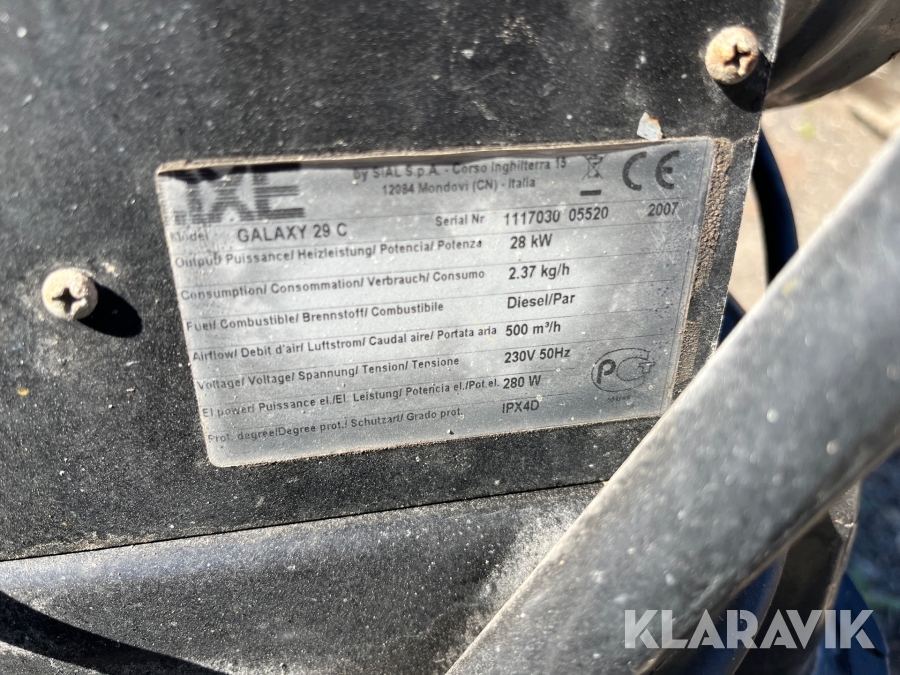 AXE
by SIAL S.p.A. - Corso Inghilterra 15
12084 Mondovi (CN) - Italia
CE
Model GALAXY 29 C Serial Nr 1117030 05520 2007
Output/ Puissance/ Heizleistung/ Potencia/ Potenza 28 kW
Consumption/ Consommation/ Verbrauch/ Consumo 2.37 kg/h
Fuel/ Combustible/ Brennstoff/ Combustibile Diesel/Par
Airflow/ Debit d'air/ Luftstrom/ Caudal aire/ Portata aria 500 m³/h
Voltage/ Voltage/ Spannung/ Tension/ Tensione 230V 50Hz
El power/ Puissance el./El. Leistung/ Potencia el./Pot el. 280 W
Prot. degree/Degree prot./ Schutzart/ Grado prot. IPX4D
KLARAVIK